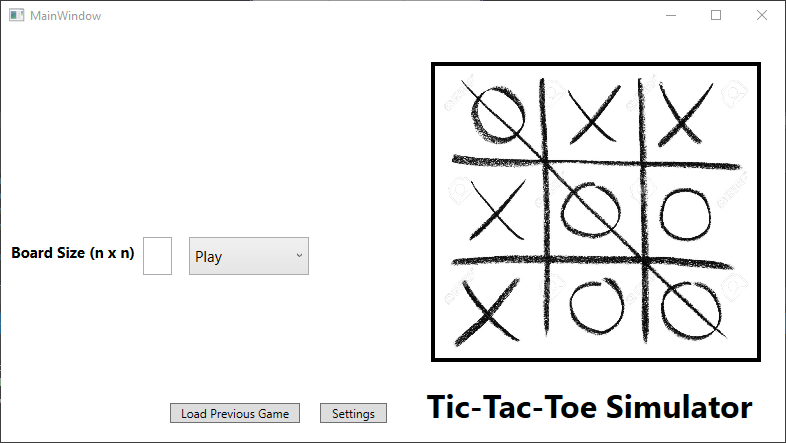 MainWindow
Board Size (n x n)
Play
Load Previous Game
Settings
O X X
X O O
X O O
Tic-Tac-Toe Simulator